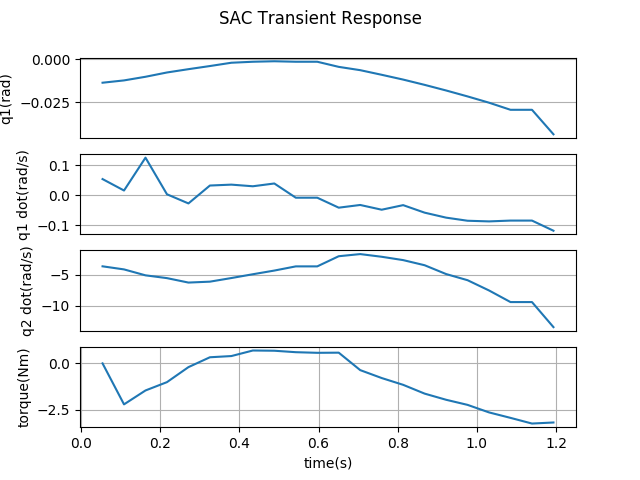 SAC Transient Response
0.000
−0.025
q1(rad)
0.1
0.0
−0.1
q1 dot(rad/s)
−5
−10
q2 dot(rad/s)
0.0
−2.5
torque(Nm)
0.0 0.2 0.4 0.6 0.8 1.0 1.2
time(s)